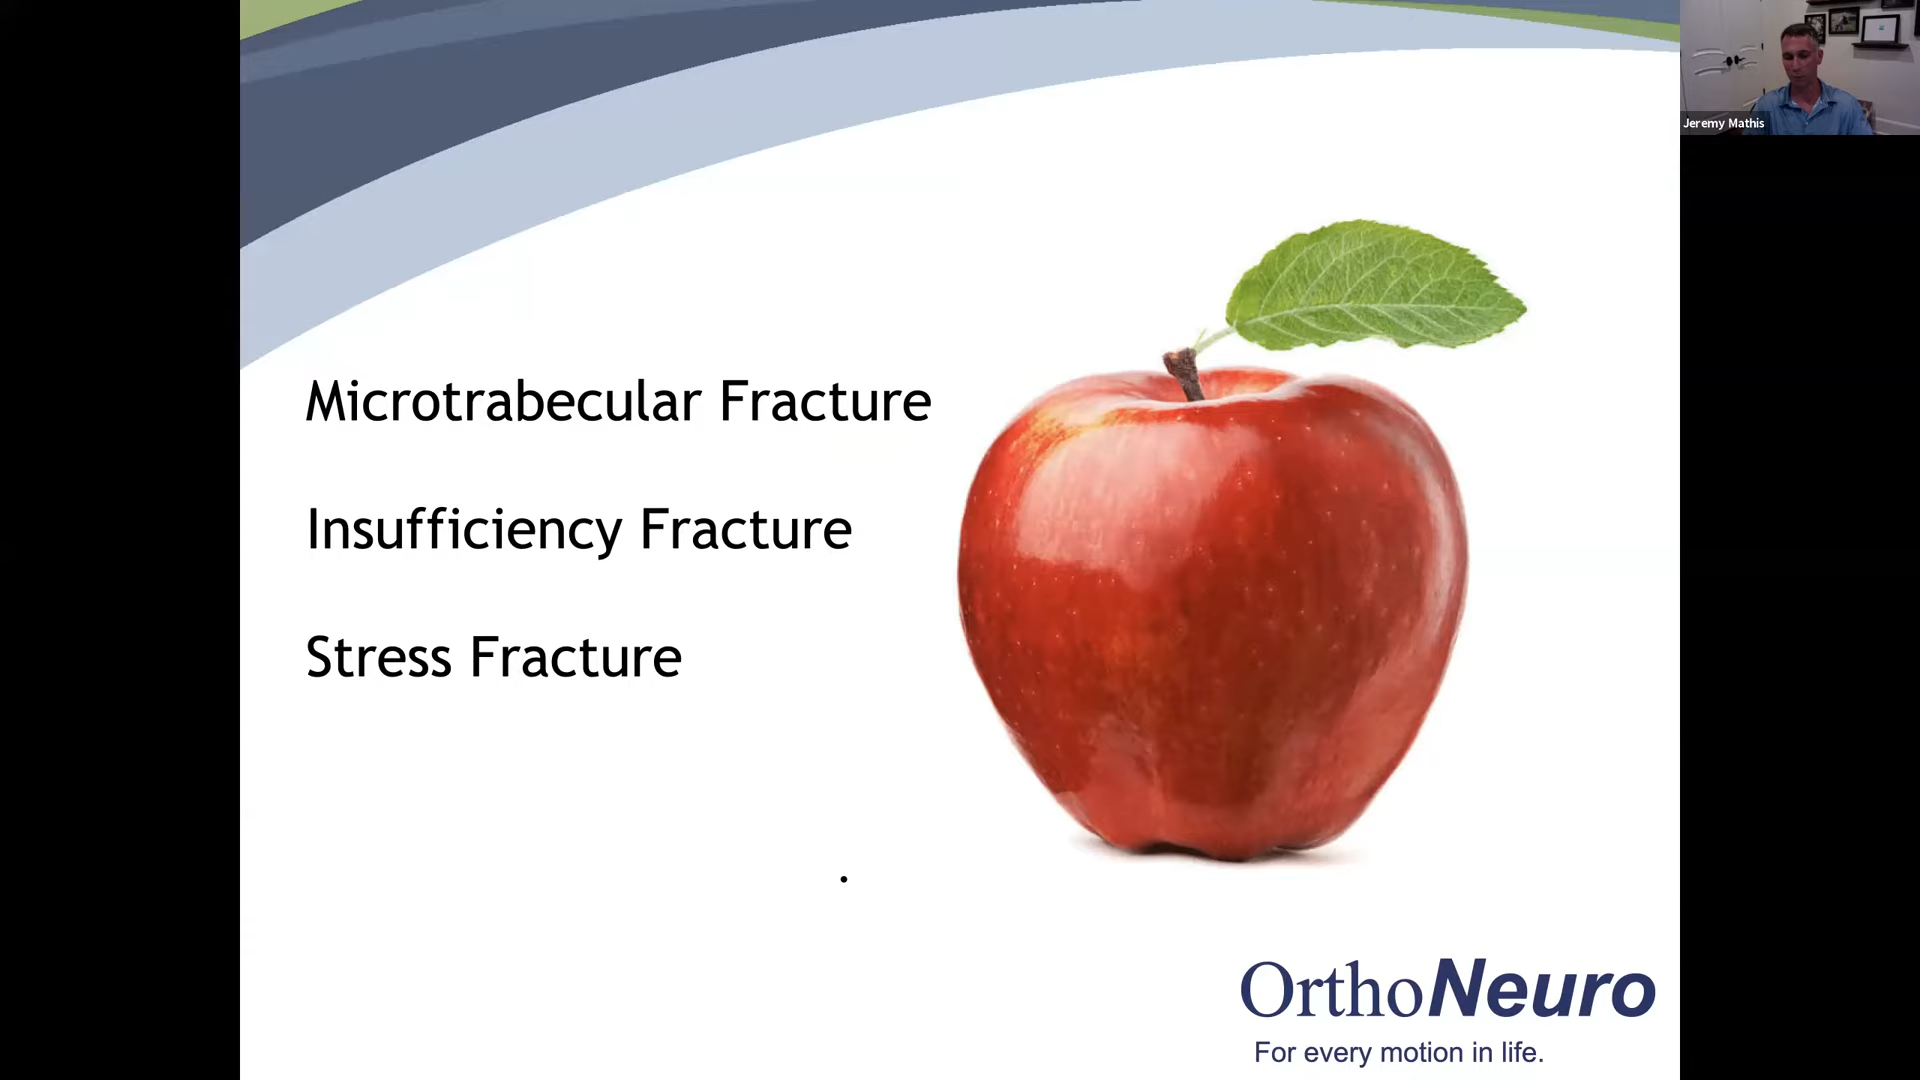 Jeremy Mathis
Microtrabecular Fracture
Insufficiency Fracture
Stress Fracture
.
OrthoNeuro
For every motion in life.